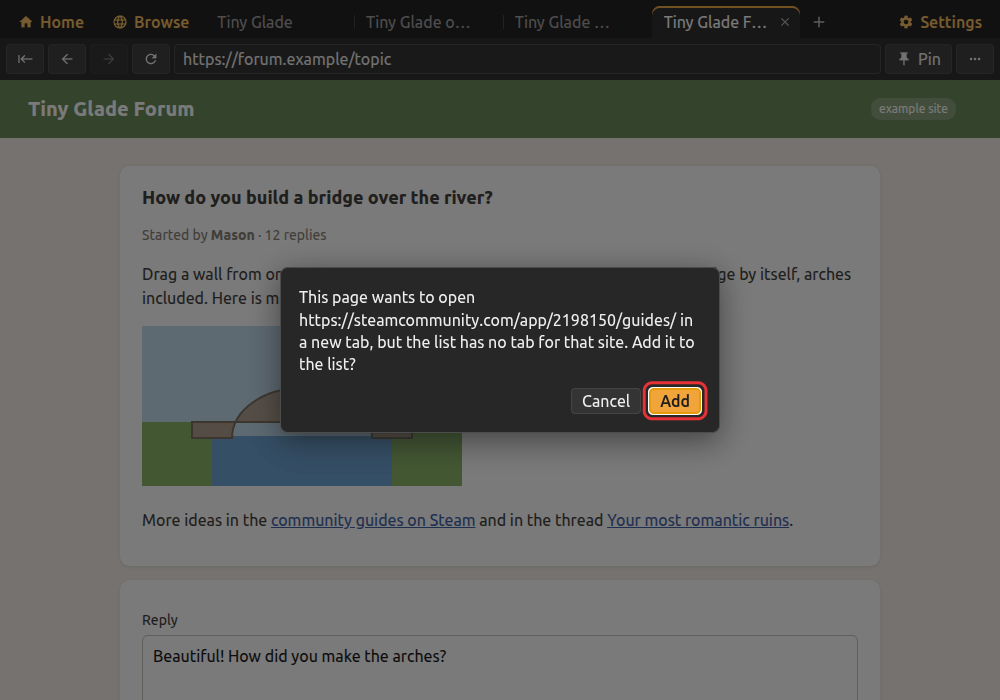 Home Browse Tiny Glade Tiny Glade o... Tiny Glade ... Tiny Glade F... × + Settings
https://forum.example/topic Pin ...
Tiny Glade Forum example site
How do you build a bridge over the river?
Started by Mason · 12 replies
Drag a wall from or ge by itself, arches
included. Here is m
This page wants to open
https://steamcommunity.com/app/2198150/guides/ in
a new tab, but the list has no tab for that site. Add it to
the list?
Cancel Add
More ideas in the community guides on Steam and in the thread Your most romantic ruins.
Reply
Beautiful! How did you make the arches?